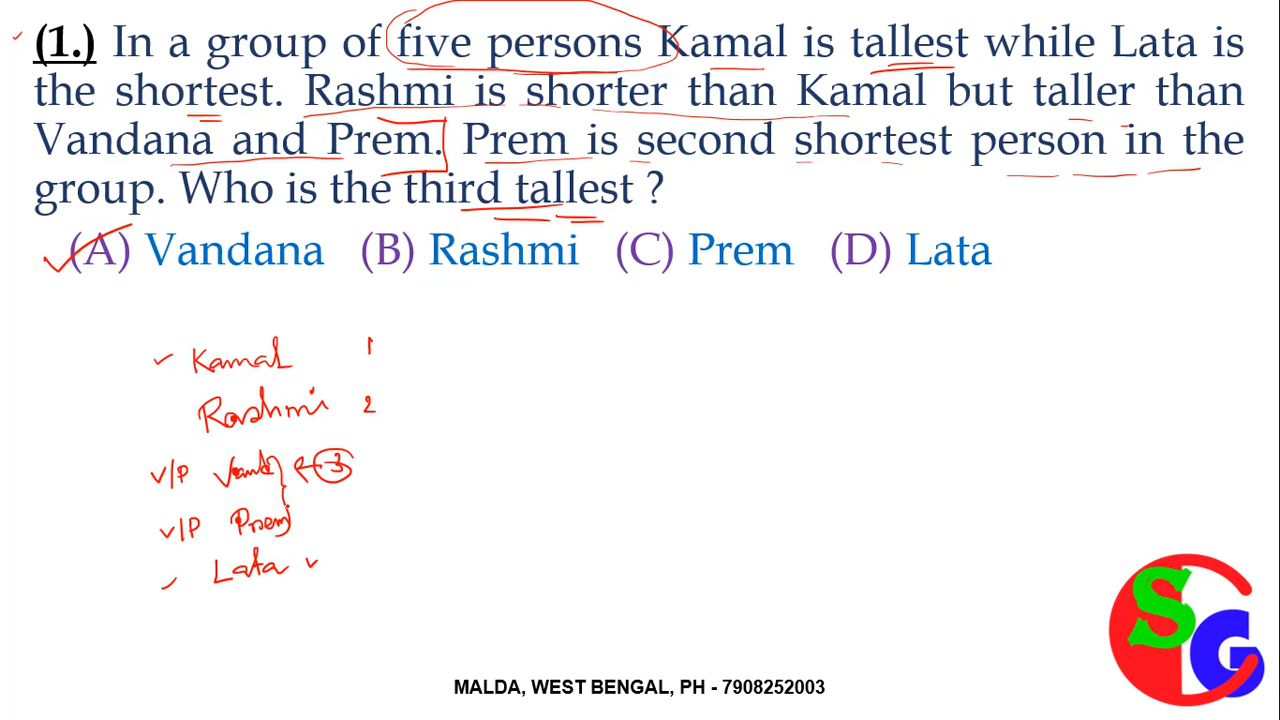 (1.) In a group of five persons Kamal is tallest while Lata is
the shortest. Rashmi is shorter than Kamal but taller than
Vandana and Prem. Prem is second shortest person in the
group. Who is the third tallest ?
(A) Vandana (B) Rashmi (C) Prem (D) Lata
Kamal 1
Rashmi 2
V/P Vand 3
V/P Prem
Lata
SG
MALDA, WEST BENGAL, PH - 7908252003